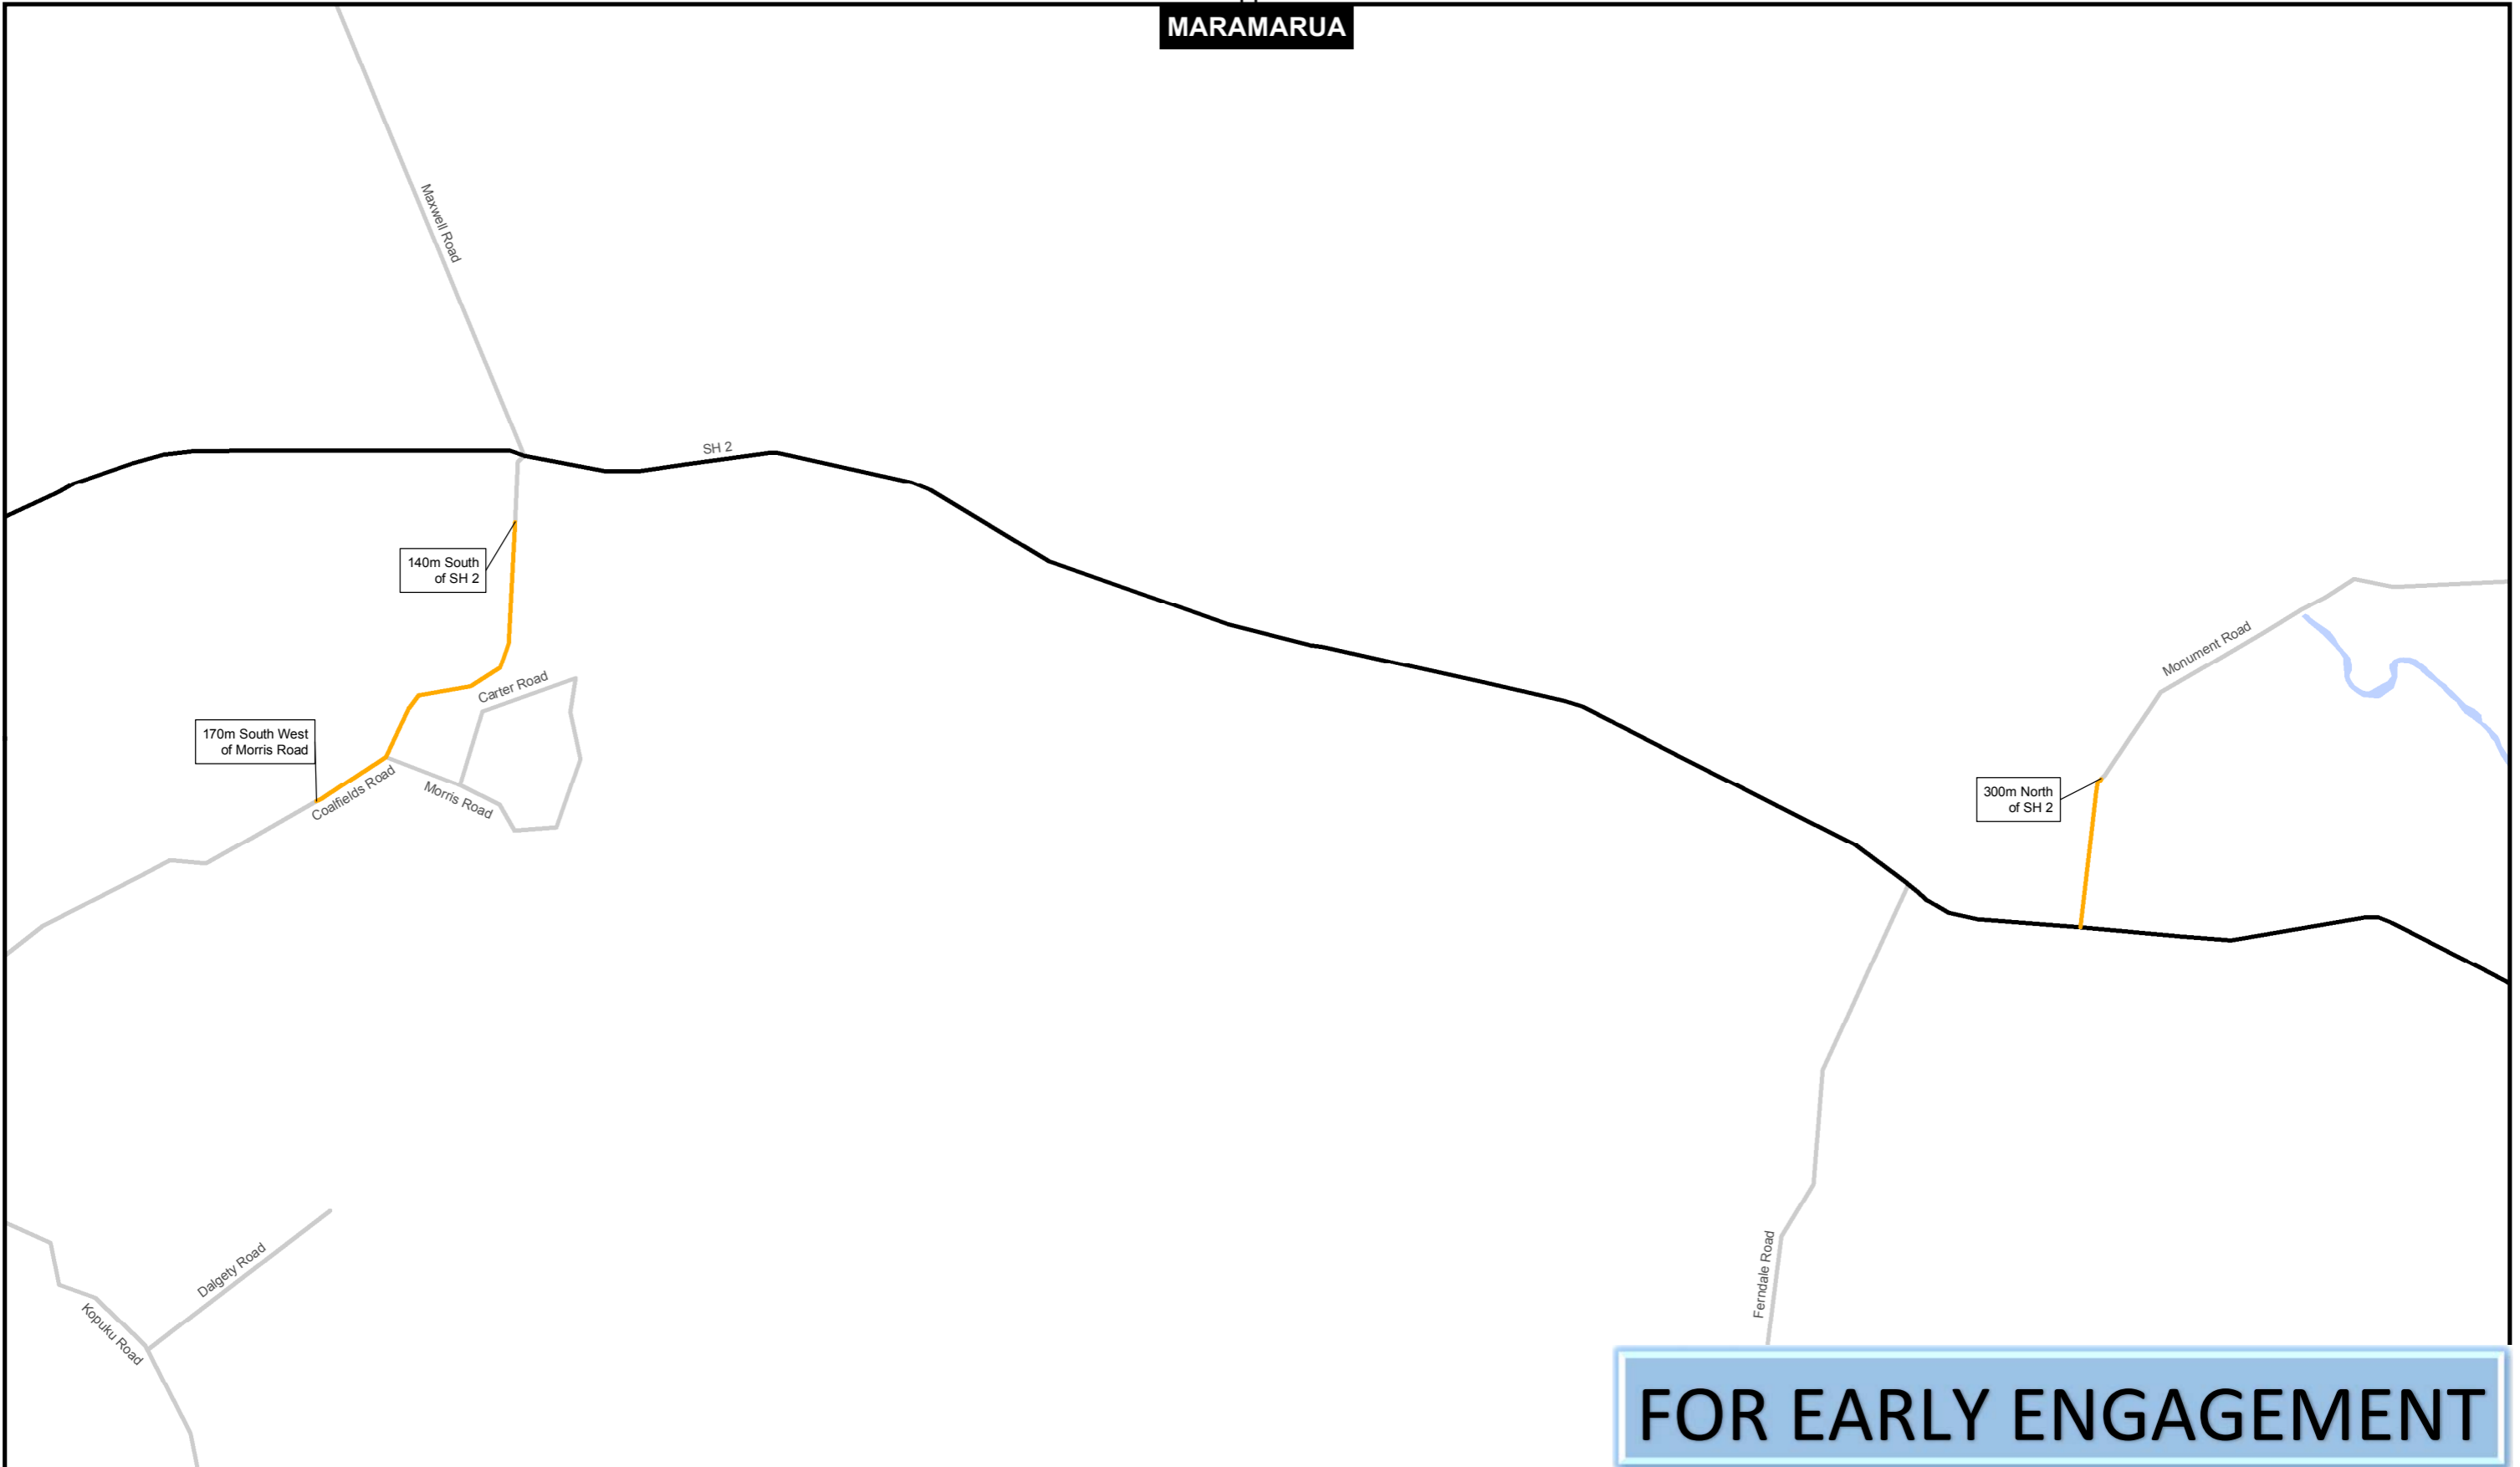 MARAMARUA
Maxwell Road
SH 2
140m South
of SH 2
Carter Road
Monument Road
170m South West
of Morris Road
Coalfields Road
Morris Road
300m North
of SH 2
Dalgety Road
Kopuku Road
Ferndale Road
FOR EARLY ENGAGEMENT